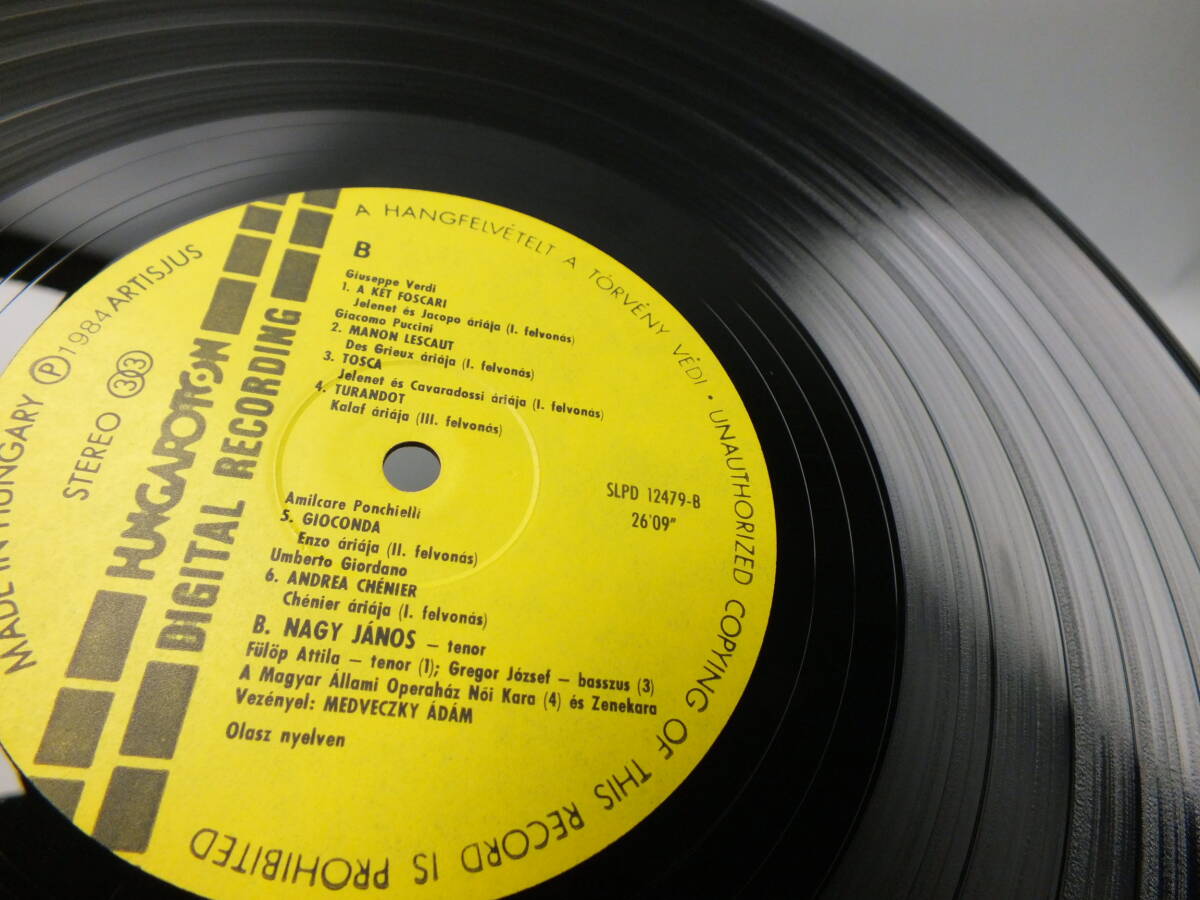 A HANGFELVÉTELT A TÖRVÉNY VÉDI · UNAUTHORIZED COPYING OF THIS RECORD IS PROHIBITED
MADE IN HUNGARY Ⓟ 1984 ARTISJUS
STEREO 33
HUNGAROTON
DIGITAL RECORDING
B
Giuseppe Verdi
1. A KÉT FOSCARI
Jelenet és Jacopo áriája (I. felvonás)
Giacomo Puccini
2. MANON LESCAUT
Des Grieux áriája (I. felvonás)
3. TOSCA
Jelenet és Cavaradossi áriája (I. felvonás)
4. TURANDOT
Kalaf áriája (III. felvonás)
SLPD 12479-B
26'09"
Amilcare Ponchielli
5. GIOCONDA
Enzo áriája (II. felvonás)
Umberto Giordano
6. ANDREA CHÉNIER
Chénier áriája (I. felvonás)
B. NAGY JÁNOS – tenor
Fülöp Attila – tenor (1); Gregor József – basszus (3)
A Magyar Állami Operaház Női Kara (4) és Zenekara
Vezényel: MEDVECZKY ÁDÁM
Olasz nyelven